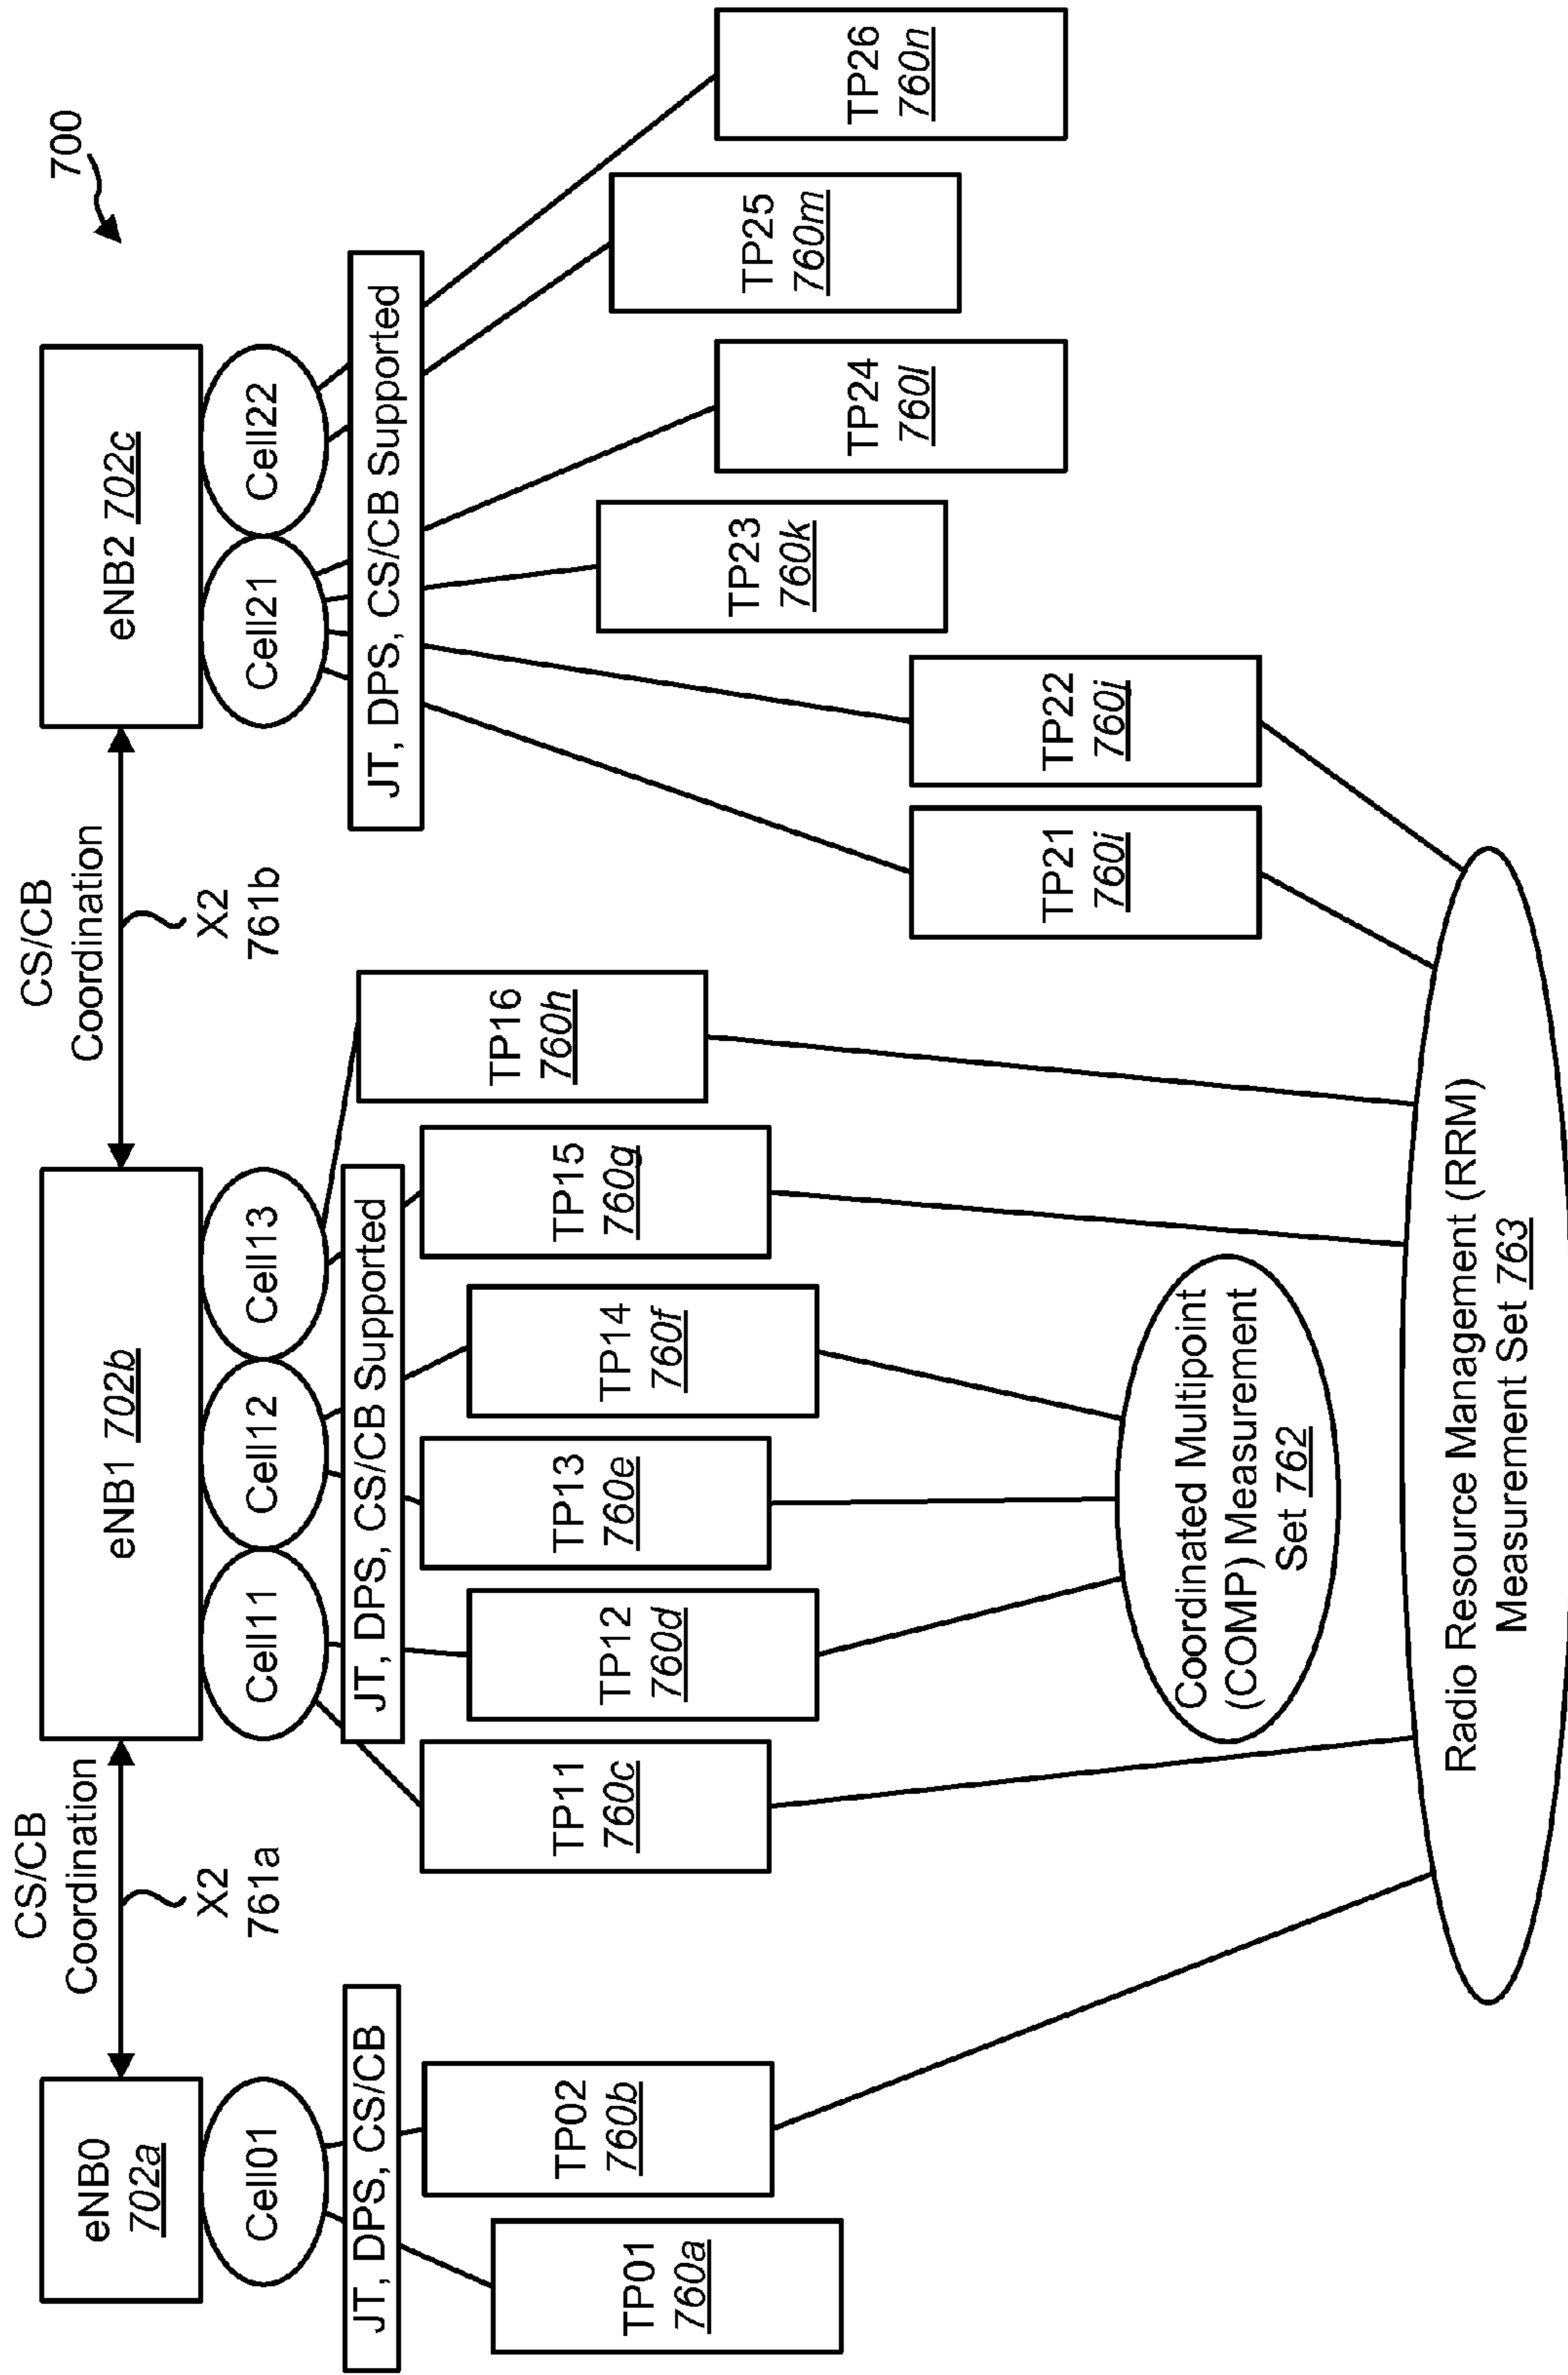 700
CS/CB
Coordination
X2
761a
CS/CB
Coordination
X2
761b
eNB0
702a
eNB1 702b
eNB2 702c
Cell01
Cell11
Cell12
Cell13
Cell21
Cell22
JT, DPS, CS/CB
JT, DPS, CS/CB Supported
JT, DPS, CS/CB Supported
TP01
760a
TP02
760b
TP11
760c
TP12
760d
TP13
760e
TP14
760f
TP15
760g
TP16
760h
TP21
760i
TP22
760j
TP23
760k
TP24
760l
TP25
760m
TP26
760n
Coordinated Multipoint
(COMP) Measurement
Set 762
Radio Resource Management (RRM)
Measurement Set 763